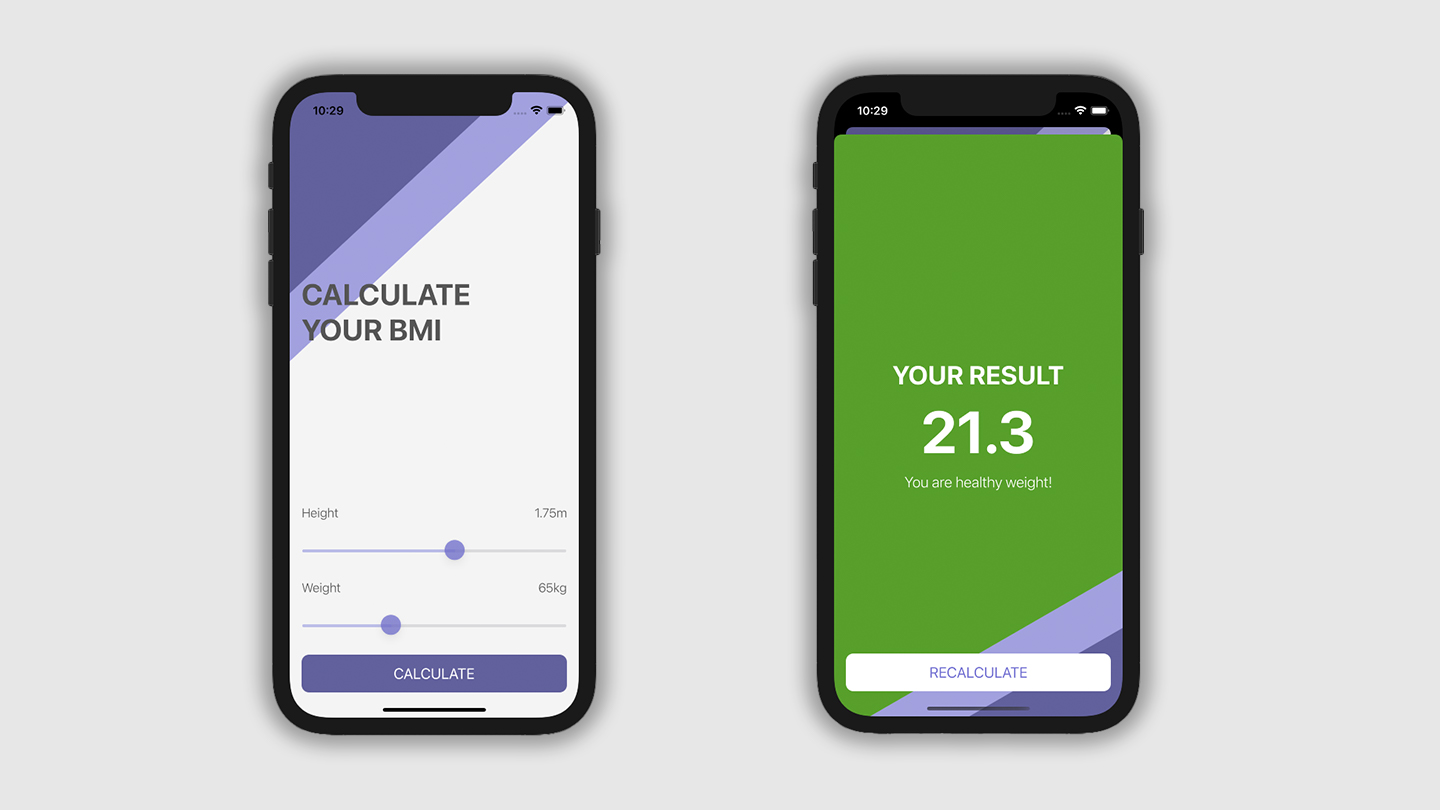 10:29
CALCULATE
YOUR BMI
Height 1.75m
Weight 65kg
CALCULATE
10:29
YOUR RESULT
21.3
You are healthy weight!
RECALCULATE